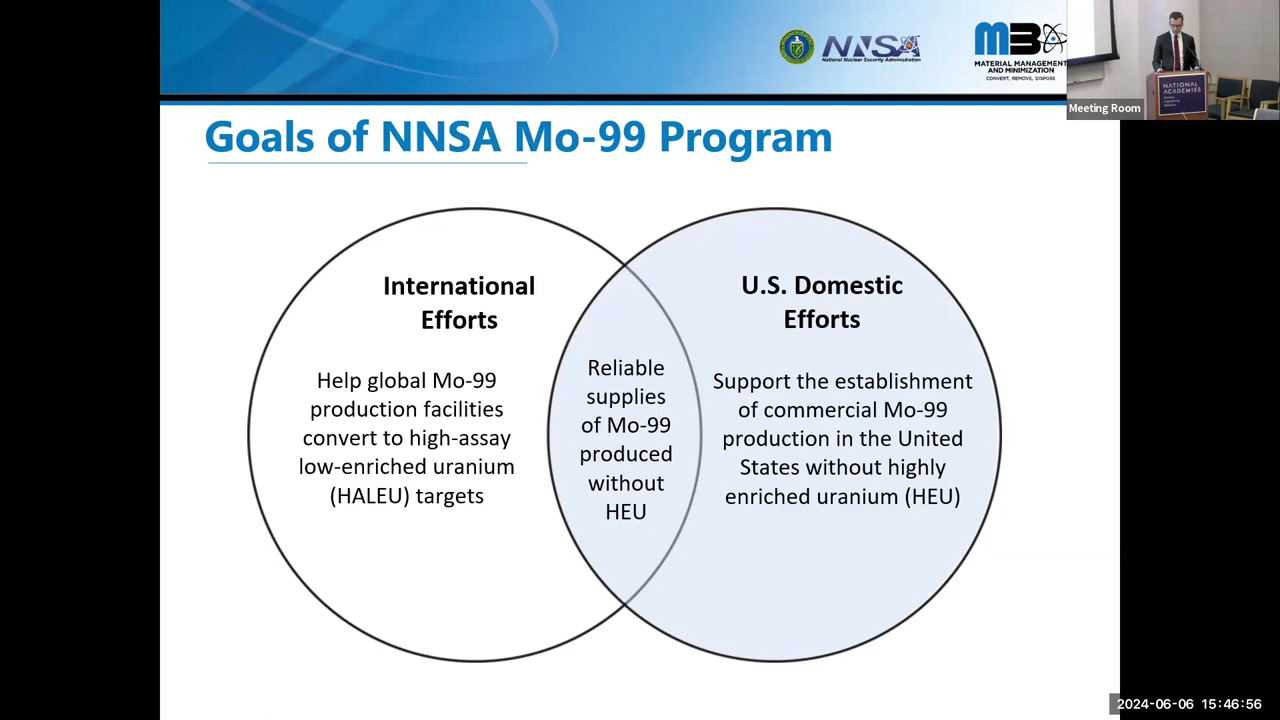 NNSA
National Nuclear Security Administration
M3
MATERIAL MANAGEMENT
AND MINIMIZATION
CONVERT, REMOVE, DISPOSE
NATIONAL
ACADEMIES
Meeting Room
Goals of NNSA Mo-99 Program
International
Efforts
Help global Mo-99
production facilities
convert to high-assay
low-enriched uranium
(HALEU) targets
Reliable
supplies
of Mo-99
produced
without
HEU
U.S. Domestic
Efforts
Support the establishment
of commercial Mo-99
production in the United
States without highly
enriched uranium (HEU)
2024-06-06 15:46:56